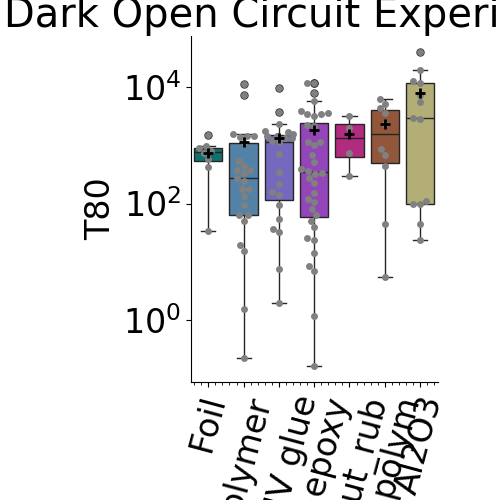 Dark Open Circuit Experi
T80
10⁴
10²
10⁰
Foil
olymer
V glue
epoxy
ut_rub
polym
Al2O3